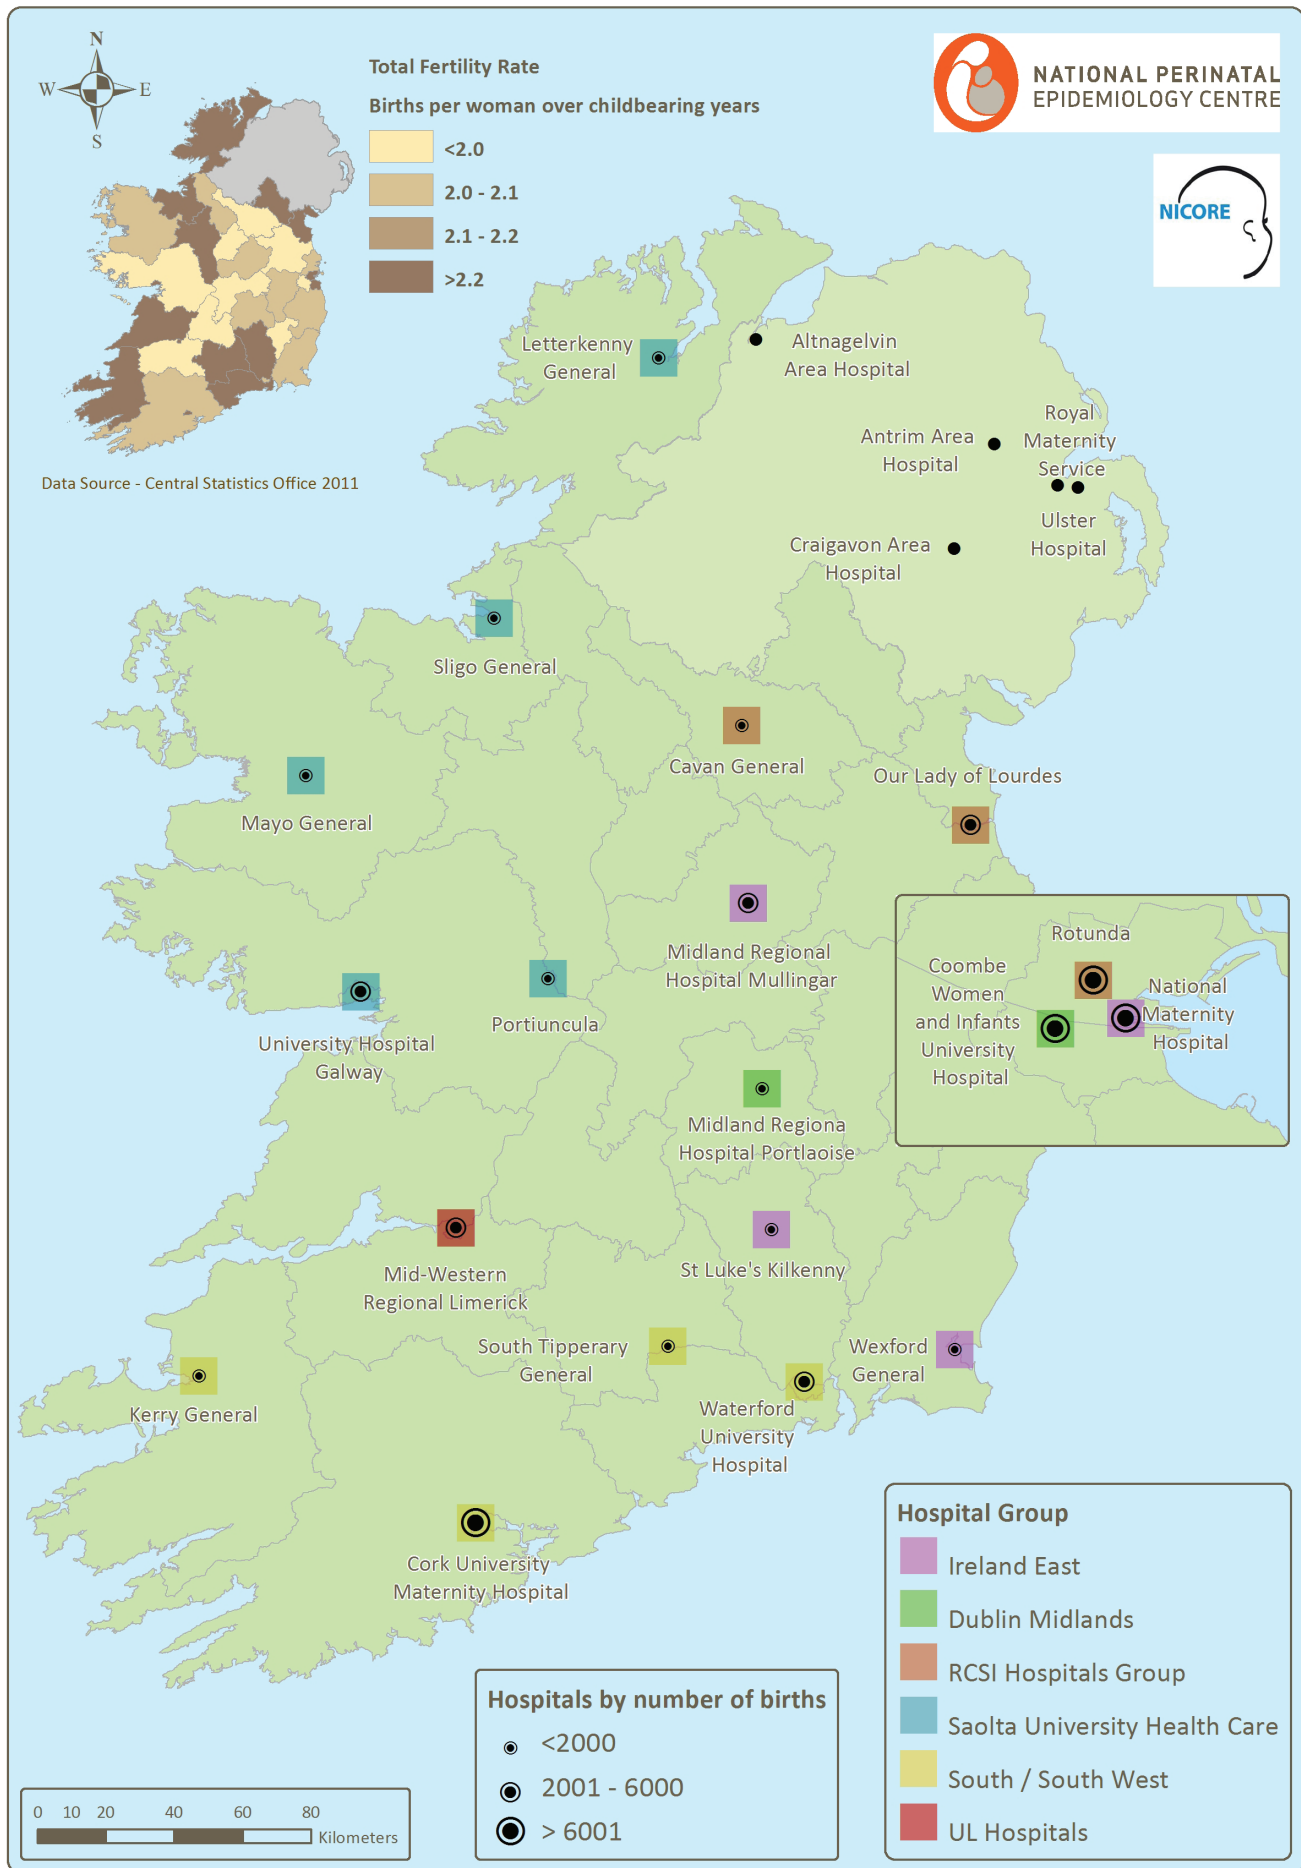 N
W
E
S
Total Fertility Rate
Births per woman over childbearing years
<2.0
2.0 - 2.1
2.1 - 2.2
>2.2
Data Source - Central Statistics Office 2011
NATIONAL PERINATAL
EPIDEMIOLOGY CENTRE
NICORE
Letterkenny
General
Altnagelvin
Area Hospital
Antrim Area
Hospital
Royal
Maternity
Service
Ulster
Hospital
Craigavon Area
Hospital
Sligo General
Cavan General
Our Lady of Lourdes
Mayo General
Midland Regional
Hospital Mullingar
Rotunda
Coombe
Women
and Infants
University
Hospital
National
Maternity
Hospital
University Hospital
Galway
Portiuncula
Midland Regiona
Hospital Portlaoise
Mid-Western
Regional Limerick
St Luke's Kilkenny
South Tipperary
General
Wexford
General
Kerry General
Waterford
University
Hospital
Cork University
Maternity Hospital
Hospital Group
Ireland East
Dublin Midlands
RCSI Hospitals Group
Saolta University Health Care
South / South West
UL Hospitals
Hospitals by number of births
<2000
2001 - 6000
> 6001
0 10 20 40 60 80
Kilometers